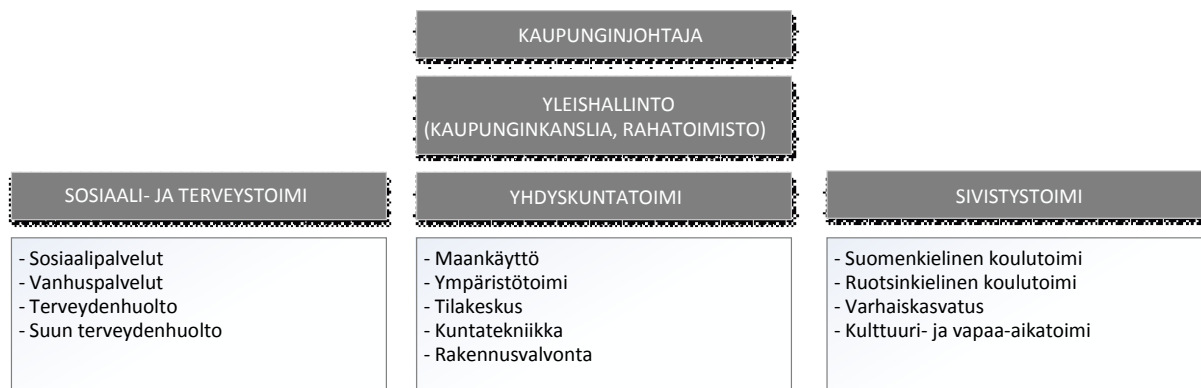 KAUPUNGINJOHTAJA
YLEISHALLINTO
(KAUPUNGINKANSLIA, RAHATOIMISTO)
SOSIAALI- JA TERVEYSTOIMI
- Sosiaalipalvelut
- Vanhuspalvelut
- Terveydenhuolto
- Suun terveydenhuolto
YHDYSKUNTATOIMI
- Maankäyttö
- Ympäristötoimi
- Tilakeskus
- Kuntatekniikka
- Rakennusvalvonta
SIVISTYSTOIMI
- Suomenkielinen koulutoimi
- Ruotsinkielinen koulutoimi
- Varhaiskasvatus
- Kulttuuri- ja vapaa-aikatoimi